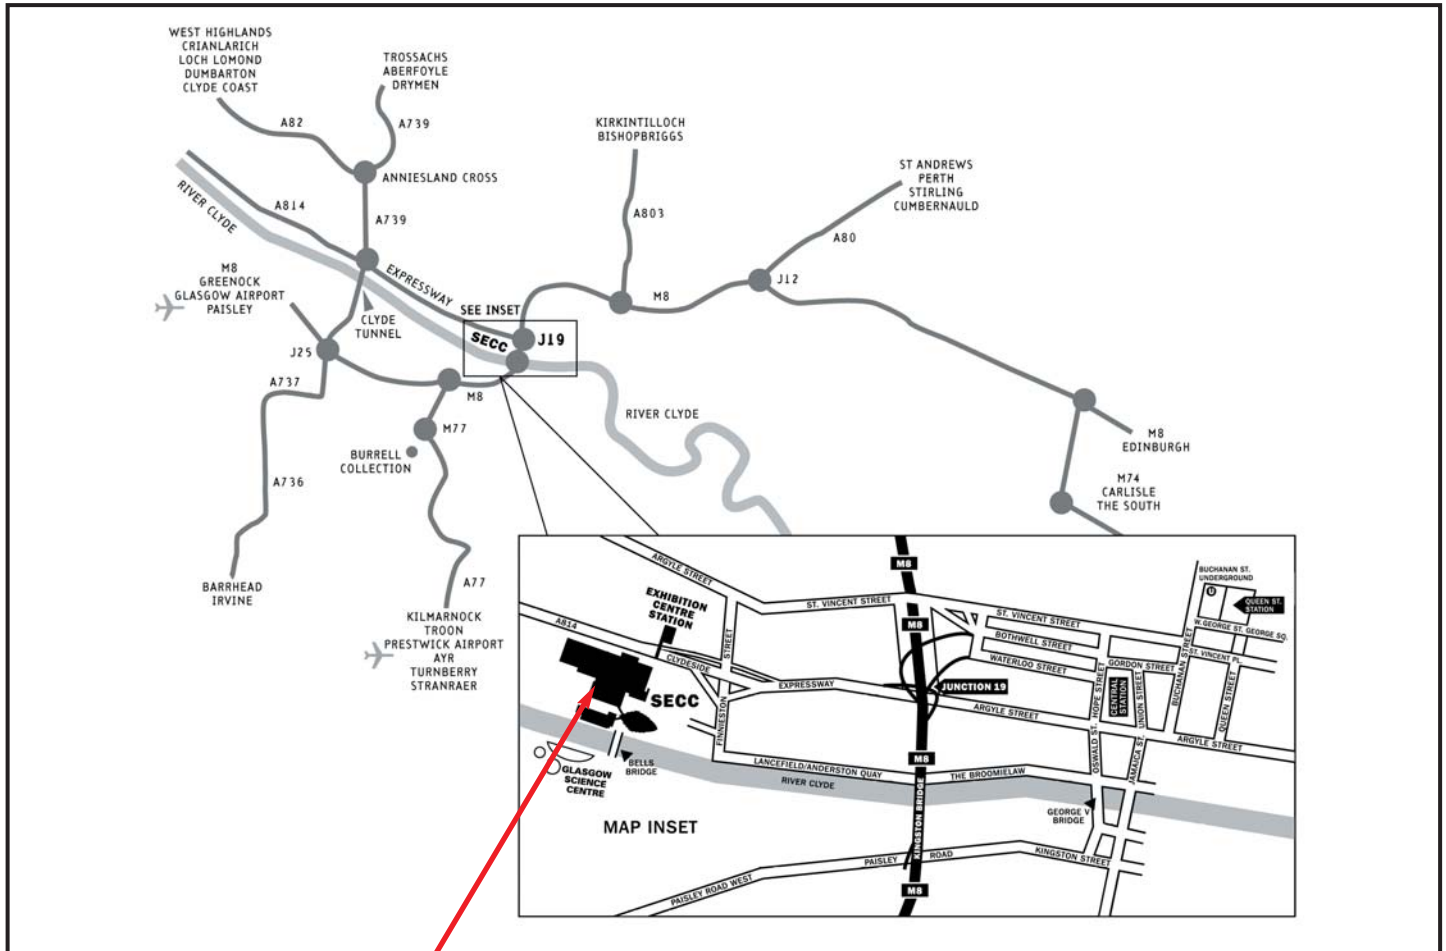 WEST HIGHLANDS
CRIANLARICH
LOCH LOMOND
DUMBARTON
CLYDE COAST
TROSSACHS
ABERFOYLE
DRYMEN
A82
A739
ANNIESLAND CROSS
KIRKINTILLOCH
BISHOPBRIGGS
ST ANDREWS
PERTH
STIRLING
CUMBERNAULD
RIVER CLYDE
A814
A739
A803
A80
M8
GREENOCK
GLASGOW AIRPORT
PAISLEY
EXPRESSWAY
CLYDE
TUNNEL
SEE INSET
SECC
J19
M8
J12
J25
A737
M8
M77
BURRELL
COLLECTION
RIVER CLYDE
M8
EDINBURGH
M74
CARLISLE
THE SOUTH
A736
BARRHEAD
IRVINE
A77
KILMARNOCK
TROON
PRESTWICK AIRPORT
AYR
TURNBERRY
STRANRAER
ARGYLE STREET
M8
BUCHANAN ST.
UNDERGROUND
U
QUEEN ST.
STATION
EXHIBITION
CENTRE
STATION
ST. VINCENT STREET
ST. VINCENT STREET
W. GEORGE ST. GEORGE SQ.
A814
STREET
M8
BOTHWELL STREET
ST. VINCENT PL.
CLYDESIDE
WATERLOO STREET
GORDON STREET
BUCHANAN STREET
EXPRESSWAY
JUNCTION 19
HOPE STREET
CENTRAL
STATION
UNION STREET
QUEEN STREET
SECC
FINNIESTON
ARGYLE STREET
OSWALD ST.
JAMAICA ST.
ARGYLE STREET
BELLS
BRIDGE
GLASGOW
SCIENCE
CENTRE
LANCEFIELD/ANDERSTON QUAY
M8
THE BROOMIELAW
RIVER CLYDE
KINGSTON BRIDGE
GEORGE V
BRIDGE
MAP INSET
PAISLEY
ROAD
KINGSTON STREET
PAISLEY ROAD WEST
M8